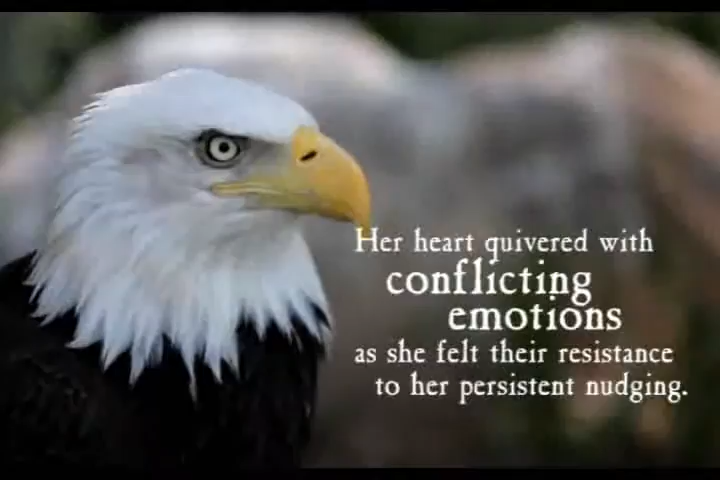 Her heart quivered with
conflicting
emotions
as she felt their resistance
to her persistent nudging.